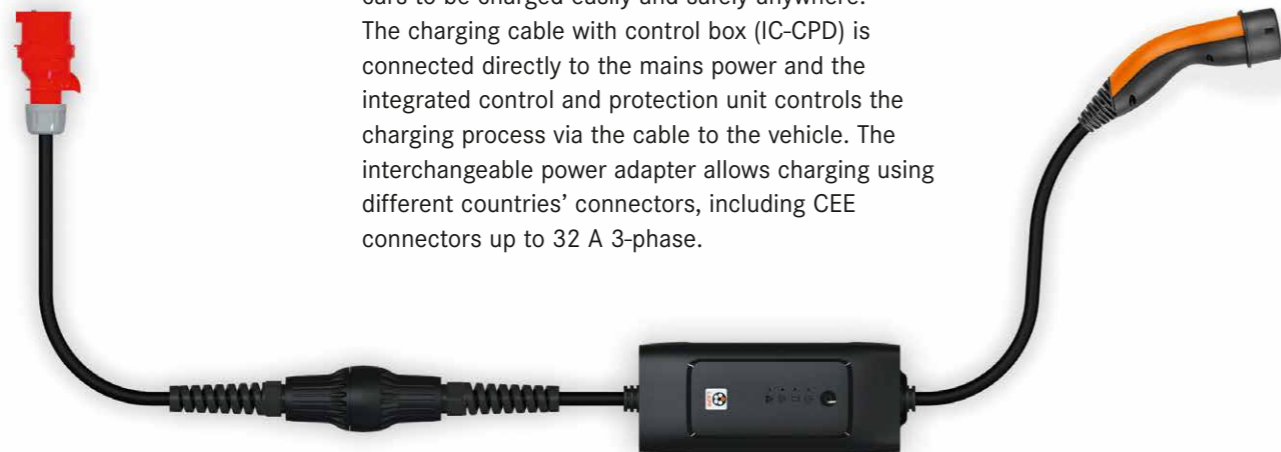 cars to be charged easily and safely anywhere.
The charging cable with control box (IC-CPD) is
connected directly to the mains power and the
integrated control and protection unit controls the
charging process via the cable to the vehicle. The
interchangeable power adapter allows charging using
different countries’ connectors, including CEE
connectors up to 32 A 3-phase.